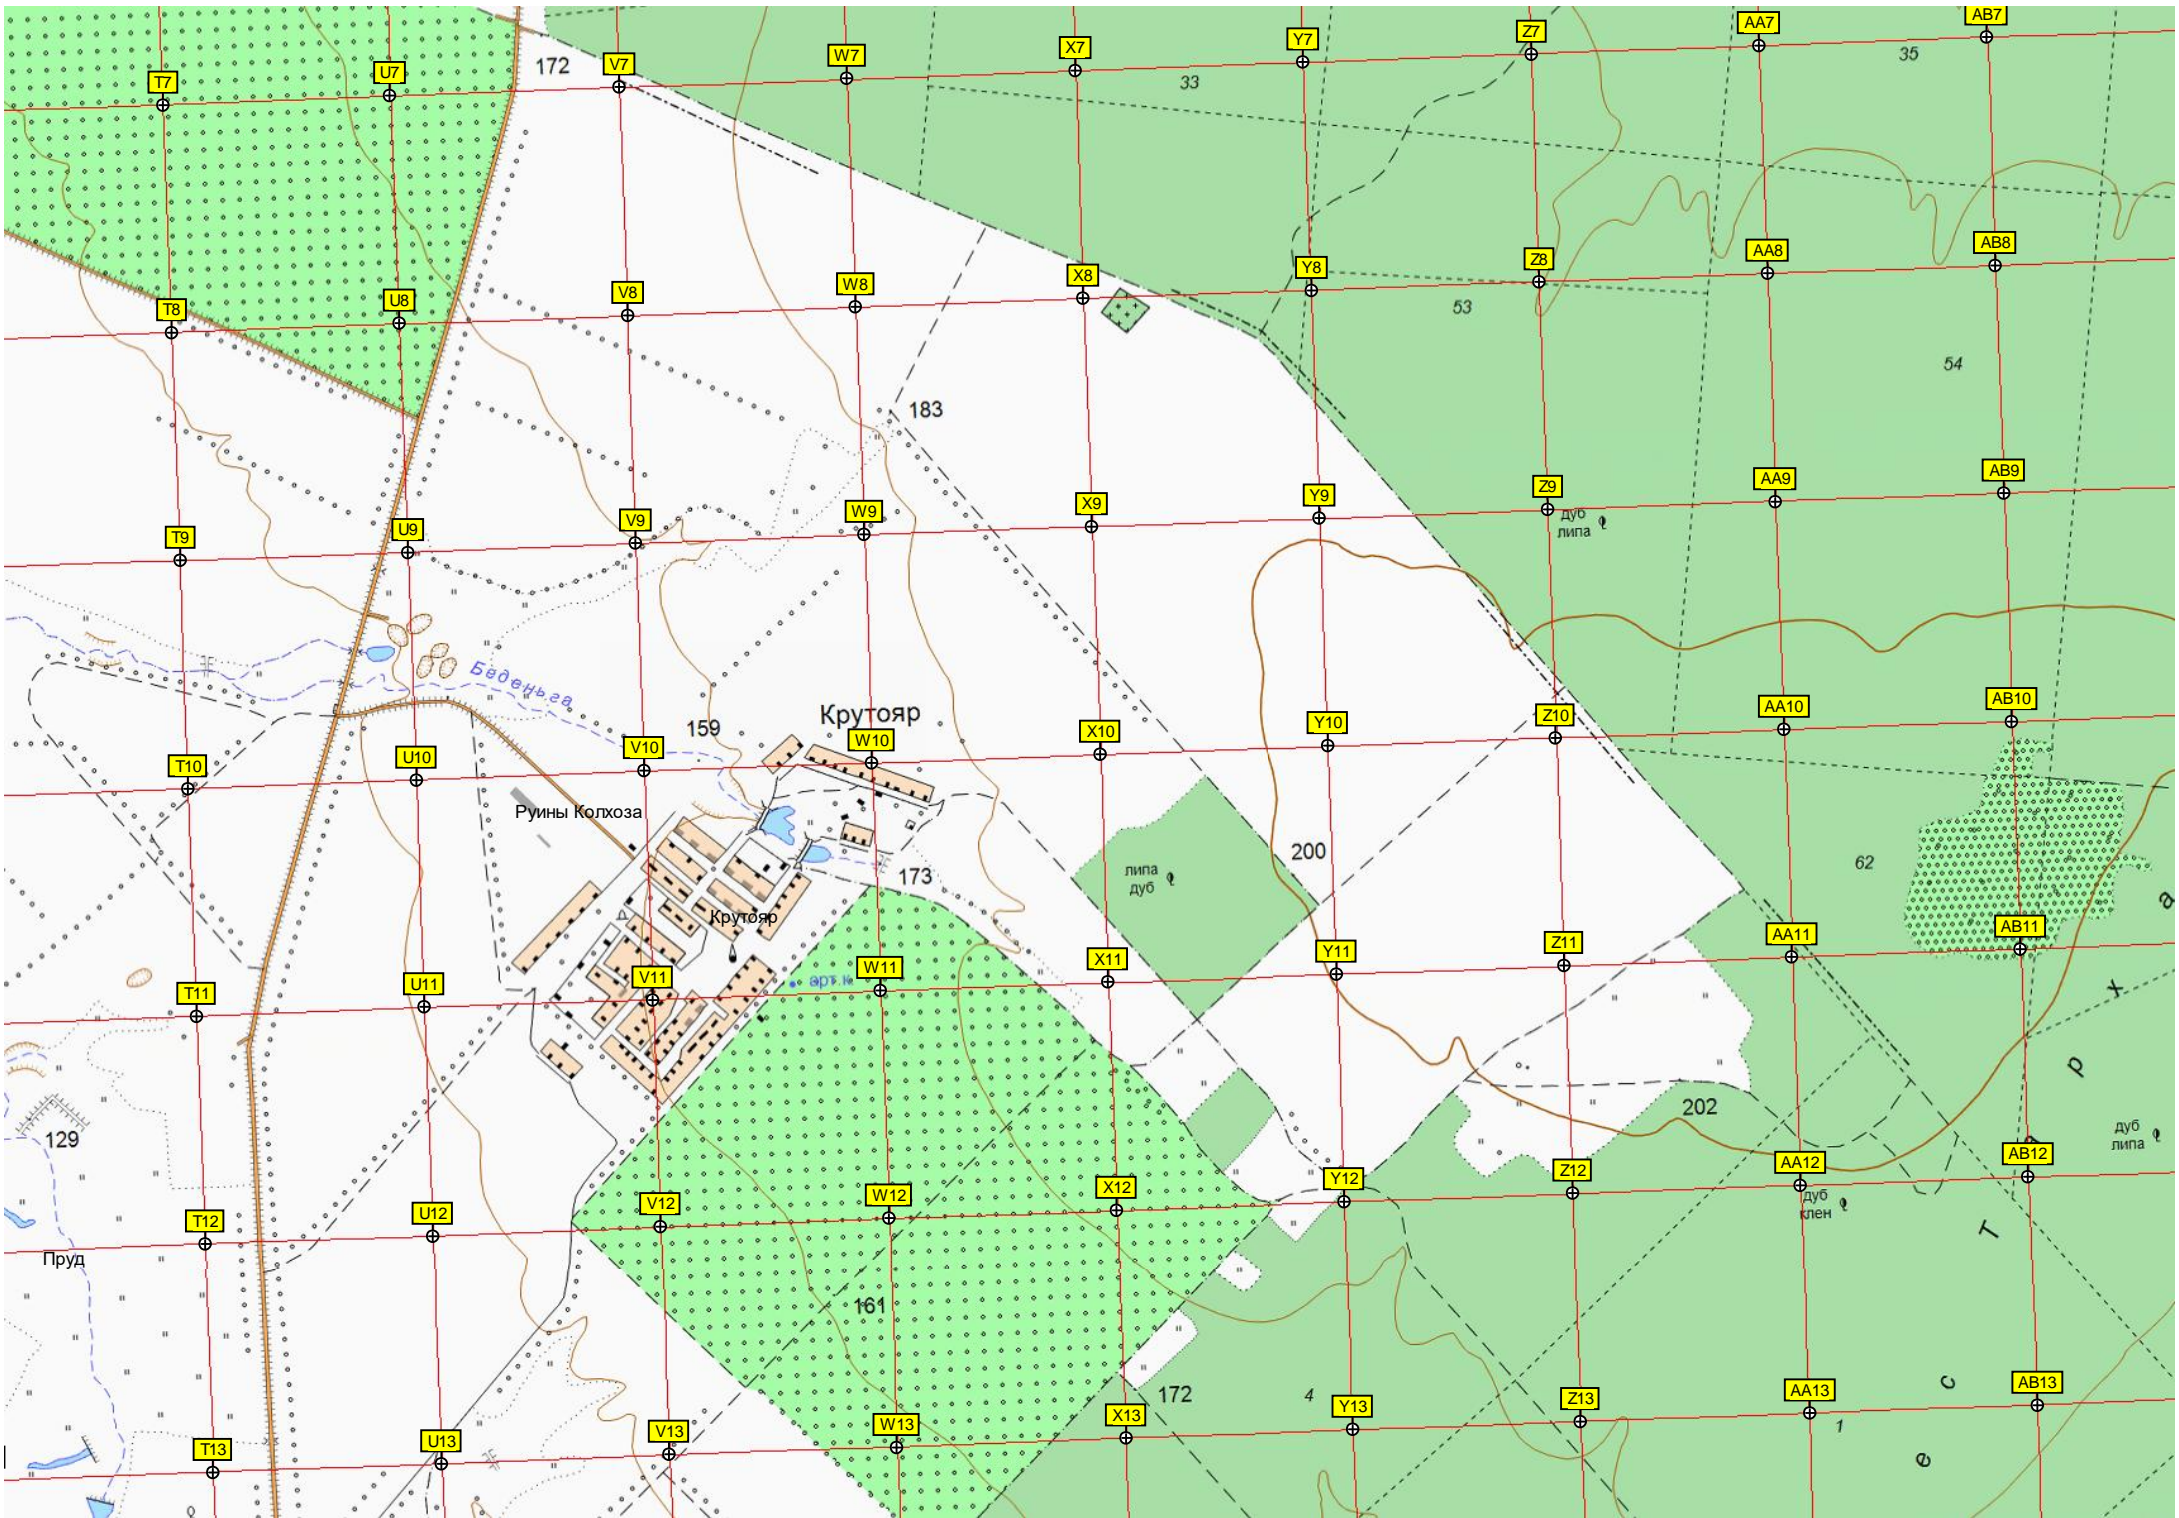 AB7
AA7
Z7
Y7
X7
W7
V7
U7
T7
172
33
35
AB8
AA8
Z8
Y8
X8
W8
V8
U8
T8
53
54
183
AB9
AA9
Z9
Y9
X9
W9
V9
U9
T9
дуб
липа
Баданьга
159
Крутояр
AB10
AA10
Z10
Y10
X10
W10
V10
U10
T10
Руины Колхоза
200
62
липа
дуб
173
Крутояр
а
AB11
AA11
Z11
Y11
X11
W11
V11
U11
T11
арт.к.
х
р
202
129
дуб
липа
а
AB12
AA12
Z12
Y12
X12
W12
V12
U12
T12
дуб
клен
Т
Пруд
161
172
4
с
AB13
AA13
Z13
Y13
X13
W13
V13
U13
T13
1
е